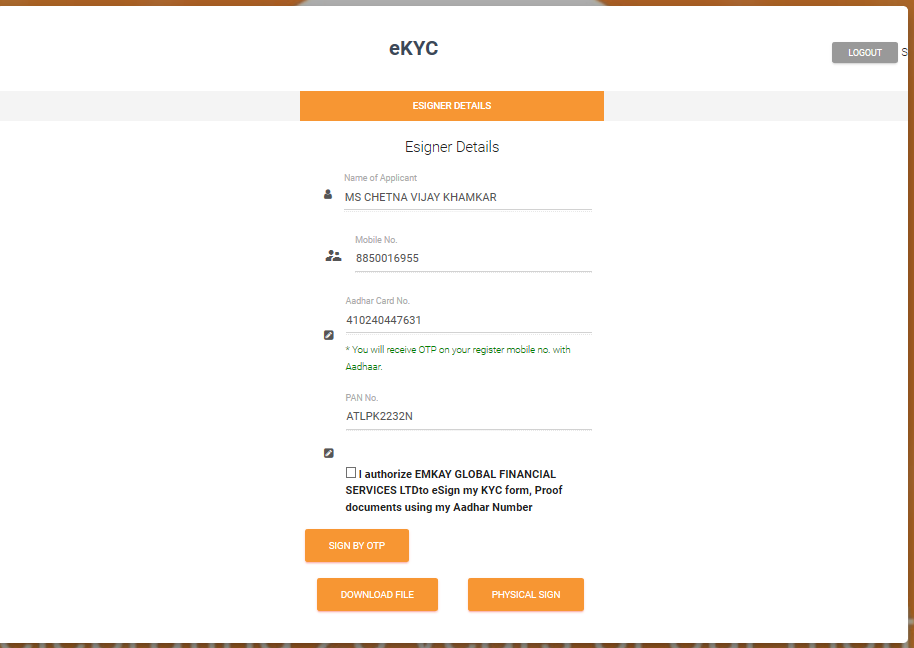 eKYC
LOGOUT
S
ESIGNER DETAILS
Esigner Details
Name of Applicant
MS CHETNA VIJAY KHAMKAR
Mobile No.
8850016955
Aadhar Card No.
410240447631
* You will receive OTP on your register mobile no. with
Aadhaar.
PAN No.
ATLPK2232N
I authorize EMKAY GLOBAL FINANCIAL
SERVICES LTDto eSign my KYC form, Proof
documents using my Aadhar Number
SIGN BY OTP
DOWNLOAD FILE
PHYSICAL SIGN